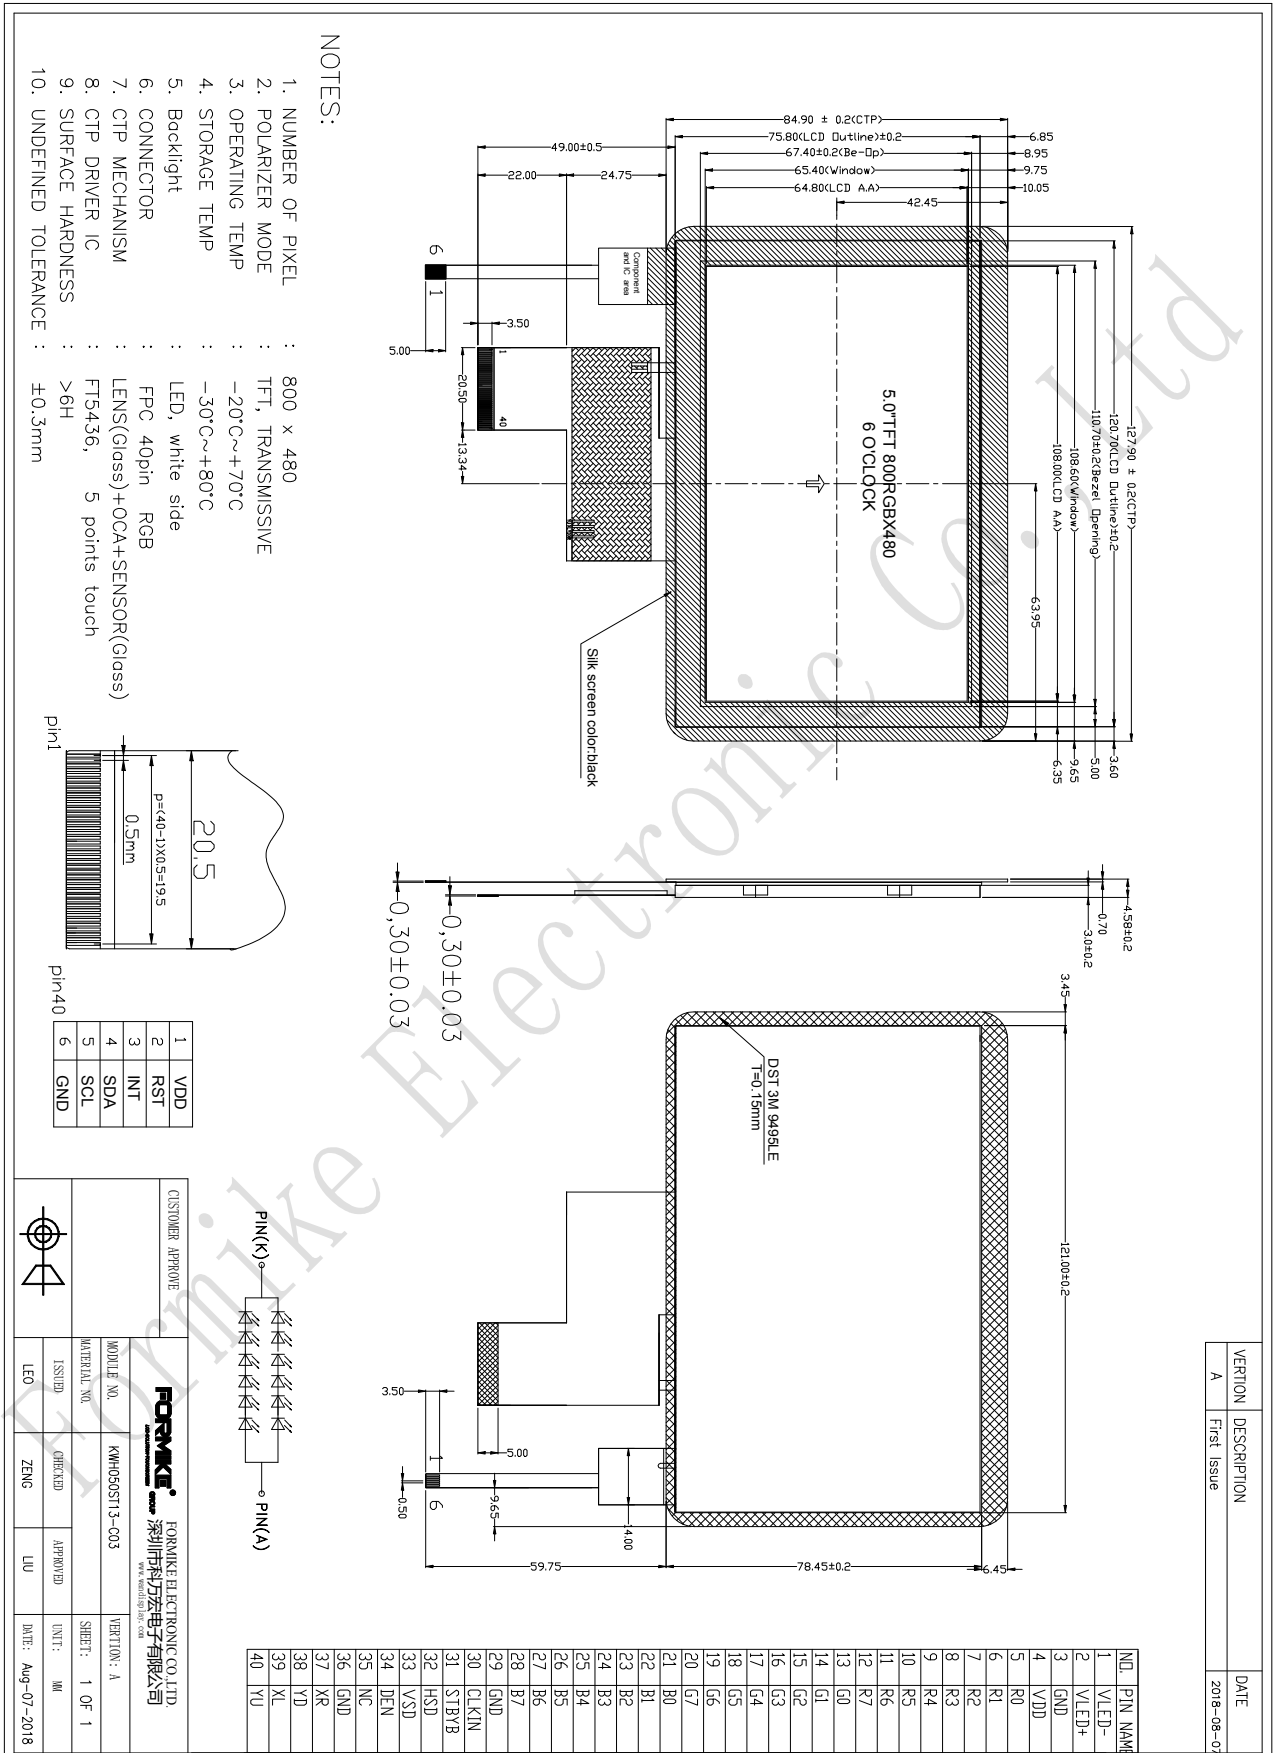 VERTION DESCRIPTION DATE
A First Issue 2018-08-07
84.90 ± 0.2(CTP)
75.80(LCD Outline)±0.2
67.40±0.2(Be-Op)
65.40(Window)
64.80(LCD A.A)
42.45
6.85
8.95
9.75
10.05
49.00±0.5
22.00
24.75
127.90 ± 0.2(CTP)
120.70(LCD Outline)±0.2
110.70±0.2(Bezel Opening)
108.60(Window)
108.00(LCD A.A)
63.95
3.60
5.00
9.65
6.35
Component and IC area
6
1
5.00
3.50
20.50
13.34
1
40
5.0"TFT 800RGBX480
6 O'CLOCK
Silk screen color:black
4.58±0.2
0.70
3.0±0.2
0,30±0.03
0,30±0.03
3.45
121.00±0.2
DST 3M 9495LE
T=0.15mm
3.50
5.00
1
6
0.50
9.65
14.00
59.75
78.45±0.2
6.45
NOTES:
1. NUMBER OF PIXEL : 800 x 480
2. POLARIZER MODE : TFT, TRANSMISSIVE
3. OPERATING TEMP : -20°C~+70°C
4. STORAGE TEMP : -30°C~+80°C
5. Backlight : LED, white side
6. CONNECTOR : FPC 40pin RGB
7. CTP MECHANISM : LENS(Glass)+OCA+SENSOR(Glass)
8. CTP DRIVER IC : FT5436, 5 points touch
9. SURFACE HARDNESS : >6H
10. UNDEFINED TOLERANCE : ±0.3mm
20,5
P=(40-1)X0.5=19.5
0.5mm
pin1
pin40
1 VDD
2 RST
3 INT
4 SDA
5 SCL
6 GND
PIN(K)
PIN(A)
NO. PIN NAME
1 VLED-
2 VLED+
3 GND
4 VDD
5 R0
6 R1
7 R2
8 R3
9 R4
10 R5
11 R6
12 R7
13 G0
14 G1
15 G2
16 G3
17 G4
18 G5
19 G6
20 G7
21 B0
22 B1
23 B2
24 B3
25 B4
26 B5
27 B6
28 B7
29 GND
30 CLKIN
31 STBYB
32 HSD
33 VSD
34 DEN
35 NC
36 GND
37 XR
38 YD
39 XL
40 YU
CUSTOMER APPROVE
FORMIKE® GROUP
FORMIKE ELECTRONIC CO.,LTD.
深圳市科万宏电子有限公司
www.wandisplay.com
MODULE NO. KWH050ST13-C03 VERTION: A
MATERIAL NO. SHEET: 1 OF 1
ISSUED CHECKED APPROVED UNIT: MM
LEO ZENG LIU DATE: Aug-07-2018
Formike Electronic Co., Ltd